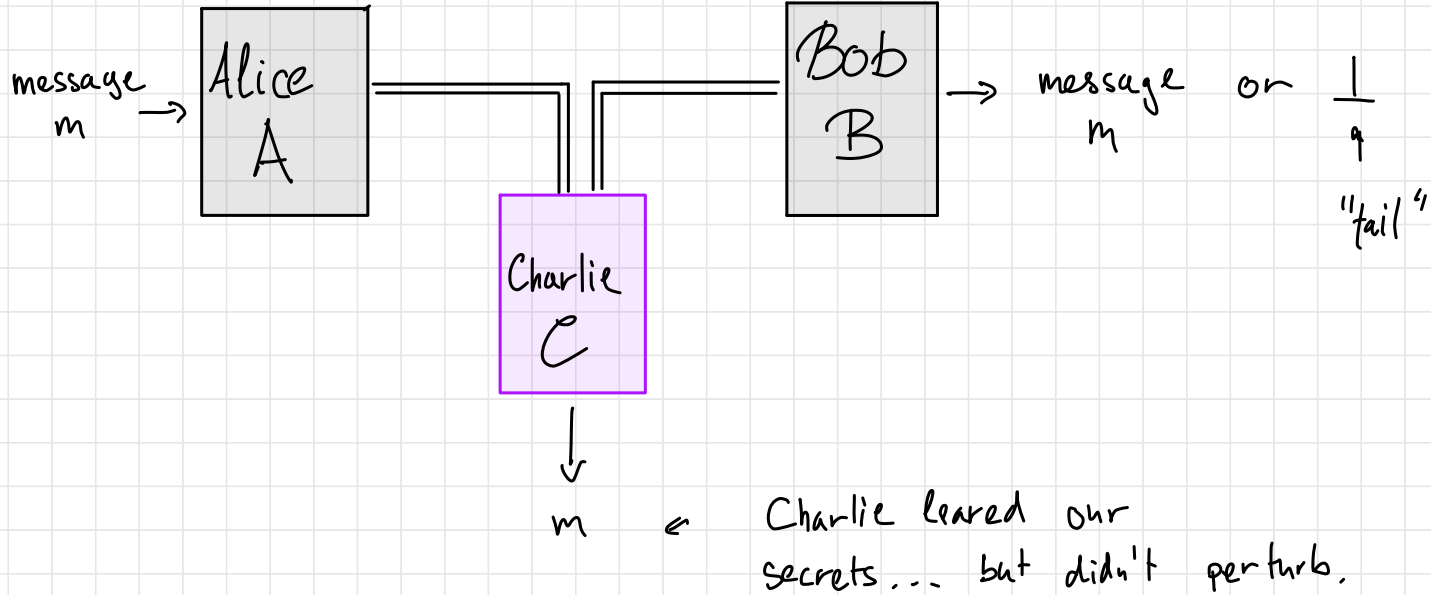 message
m
→
Alice
A
Bob
B
→
message
m
or
⊥
"fail"
Charlie
C
m
← Charlie leared our
secrets... but didn't perturb.